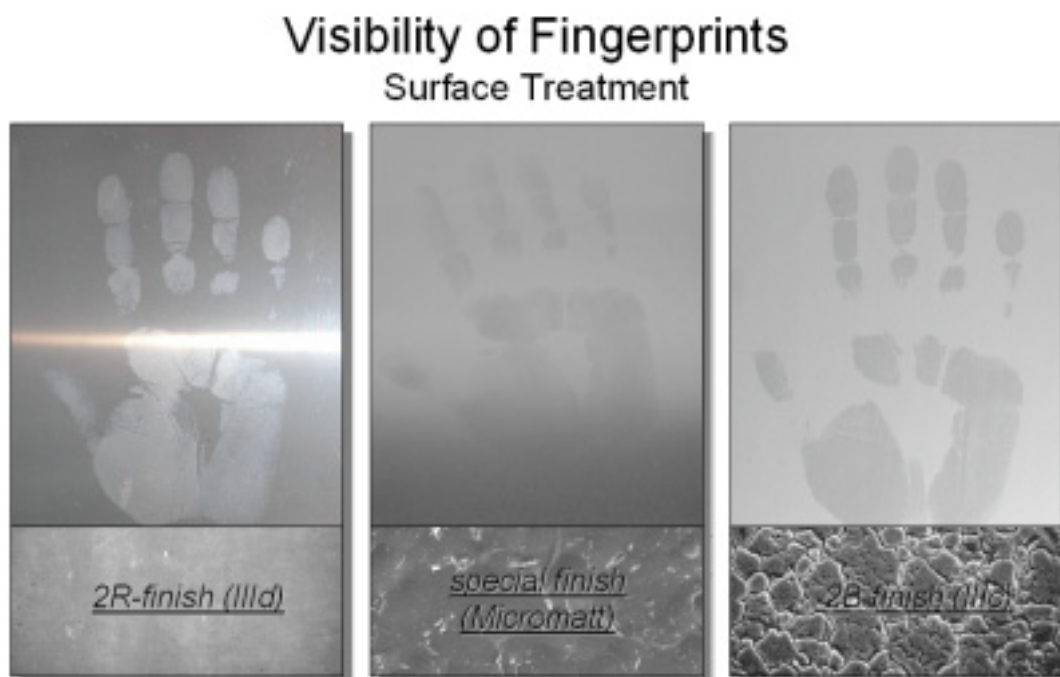 Visibility of Fingerprints
Surface Treatment
2R-finish (IIId)
special finish
(Micromatt)
2B-finish (IIIc)